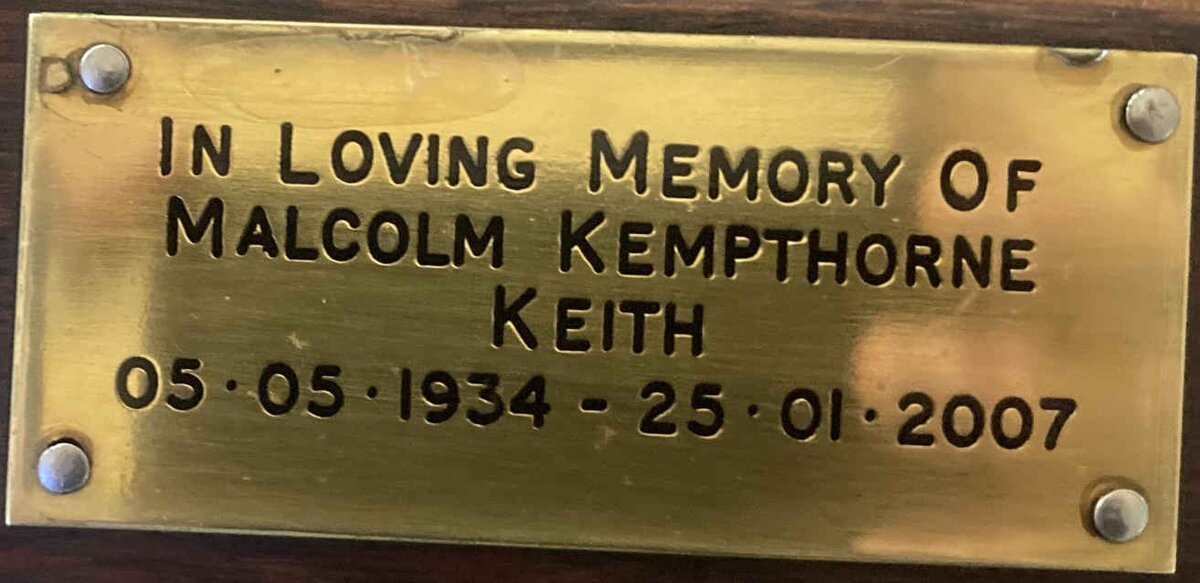 IN LOVING MEMORY OF
MALCOLM KEMPTHORNE
KEITH
05·05·1934 - 25·01·2007